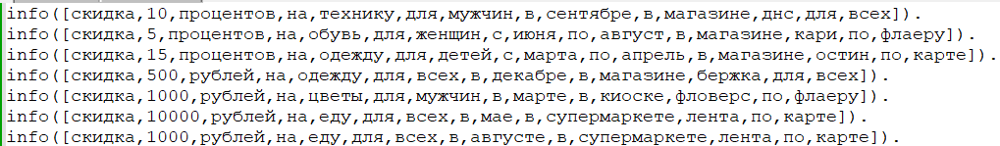 info([скидка,10,процентов,на,технику,для,мужчин,в,сентябре,в,магазине,днс,для,всех]).
info([скидка,5,процентов,на,обувь,для,женщин,с,июня,по,август,в,магазине,кари,по,флаеру]).
info([скидка,15,процентов,на,одежду,для,детей,с,марта,по,апрель,в,магазине,остин,по,карте]).
info([скидка,500,рублей,на,одежду,для,всех,в,декабре,в,магазине,бержка,для,всех]).
info([скидка,1000,рублей,на,цветы,для,мужчин,в,марте,в,киоске,фловерс,по,флаеру]).
info([скидка,10000,рублей,на,еду,для,всех,в,мае,в,супермаркете,лента,по,карте]).
info([скидка,1000,рублей,на,еду,для,всех,в,августе,в,супермаркете,лента,по,карте]).